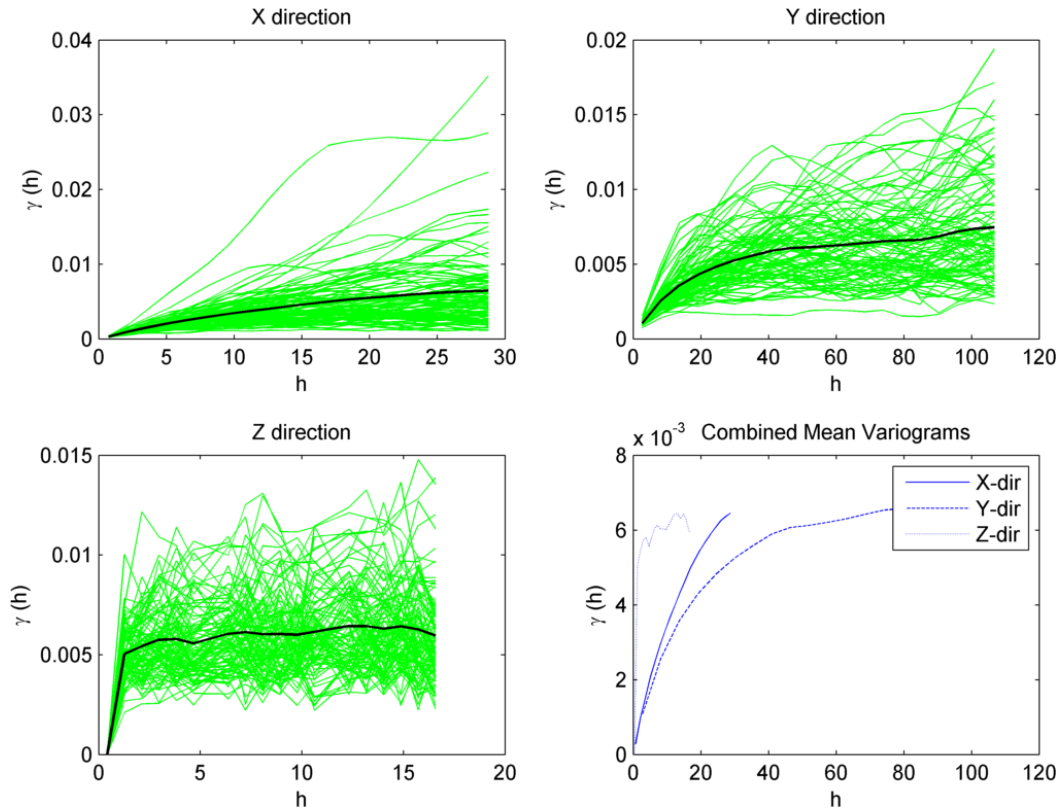 X direction
0.04
0.03
0.02
0.01
0
γ (h)
0 5 10 15 20 25 30
h
Y direction
0.02
0.015
0.01
0.005
0
γ (h)
0 20 40 60 80 100 120
h
Z direction
0.015
0.01
0.005
0
γ (h)
0 5 10 15 20
h
x 10⁻³ Combined Mean Variograms
8
6
4
2
0
γ (h)
0 20 40 60 80 100 120
h
X-dir
Y-dir
Z-dir